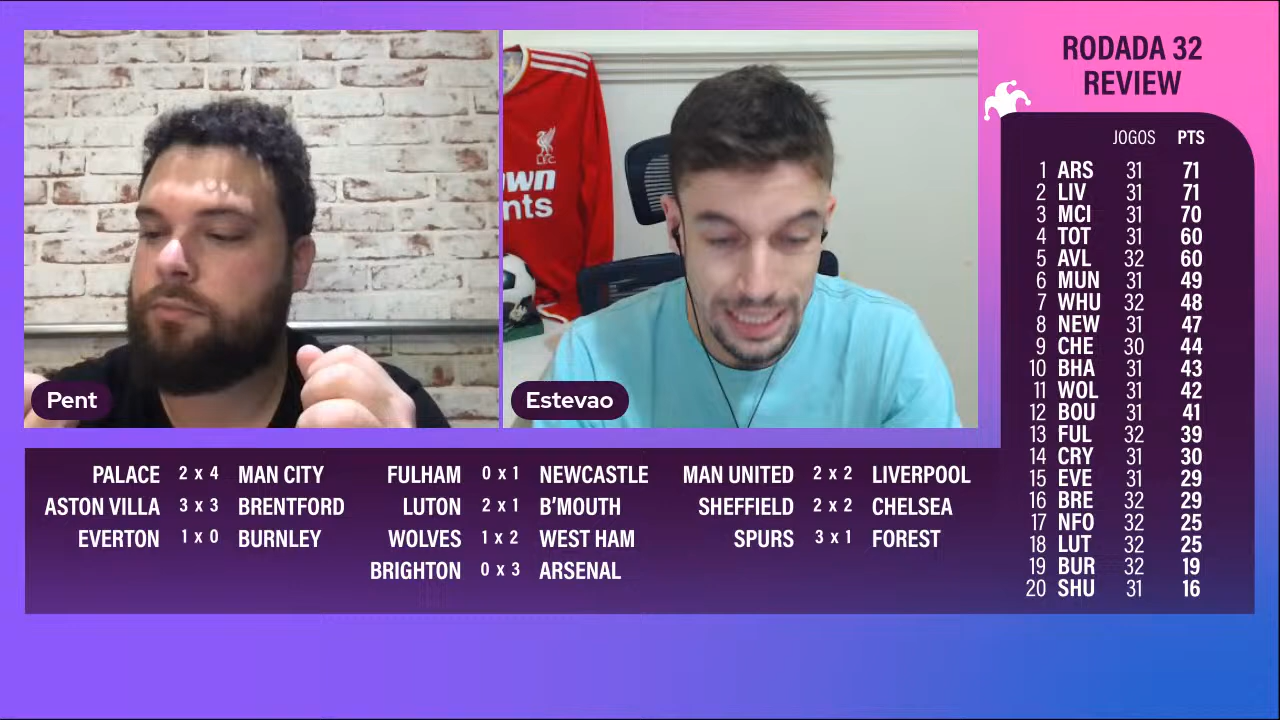 RODADA 32
REVIEW
JOGOS PTS
1 ARS 31 71
2 LIV 31 71
3 MCI 31 70
4 TOT 31 60
5 AVL 32 60
6 MUN 31 49
7 WHU 32 48
8 NEW 31 47
9 CHE 30 44
10 BHA 31 43
11 WOL 31 42
12 BOU 31 41
13 FUL 32 39
14 CRY 31 30
15 EVE 31 29
16 BRE 32 29
17 NFO 32 25
18 LUT 32 25
19 BUR 32 19
20 SHU 31 16
L.F.C.
wn
nts
Pent
Estevao
PALACE 2 x 4 MAN CITY
ASTON VILLA 3 x 3 BRENTFORD
EVERTON 1 x 0 BURNLEY
FULHAM 0 x 1 NEWCASTLE
LUTON 2 x 1 B'MOUTH
WOLVES 1 x 2 WEST HAM
BRIGHTON 0 x 3 ARSENAL
MAN UNITED 2 x 2 LIVERPOOL
SHEFFIELD 2 x 2 CHELSEA
SPURS 3 x 1 FOREST